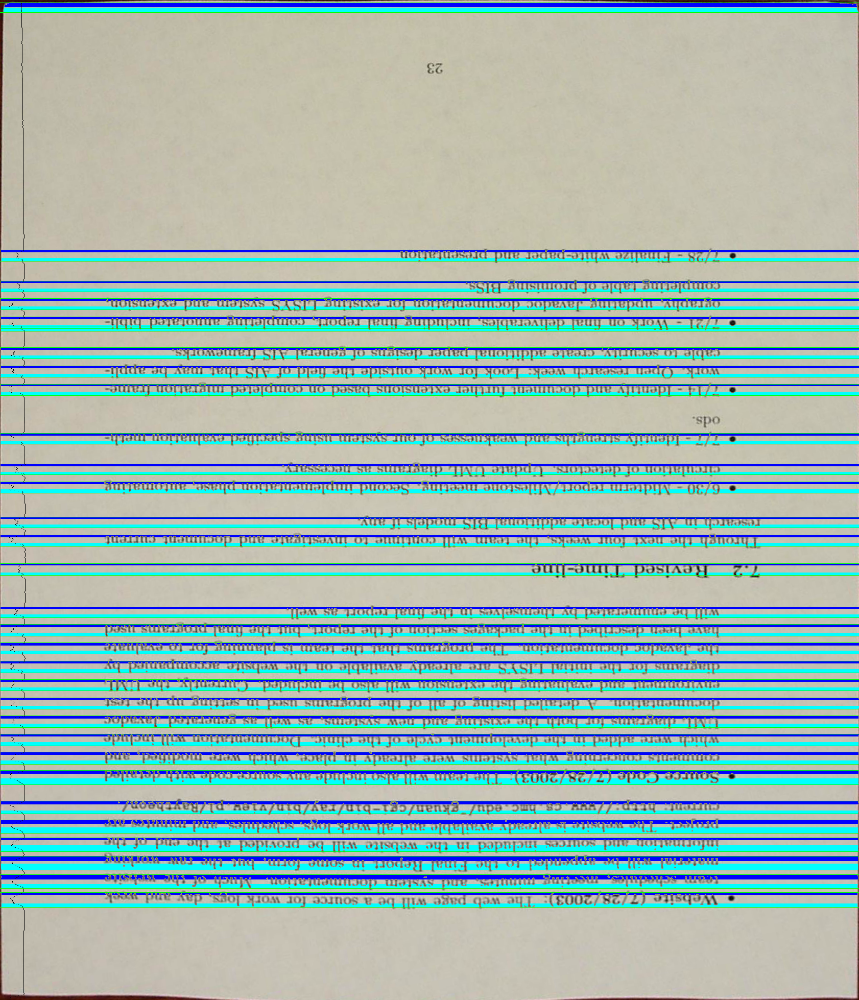 • Website (7/28/2003): The web page will be a source for work logs, day and week
team schedules, meeting minutes, and system documentation. Much of the website
material will be appended to the Final Report in some form, but the raw working
information and sources included in the website will be provided at the end of the
project. The website is already available and all work logs, schedules, and minutes are
current: http://www.cs.hmc.edu/~gkuan/cgi-bin/ray/bin/view.pl/Raytheon/.
• Source Code (7/28/2003): The team will also include any source code with detailed
comments concerning what systems were already in place, which were modified, and
which were added in the development cycle of the clinic. Documentation will include
UML diagrams for both the existing and new systems, as well as generated Javadoc
documentation. A detailed listing of all of the programs used in setting up the test
environment and evaluating the extension will also be included. Currently, the UML
diagrams for the initial LISYS are already available on the website accompanied by
the Javadoc documentation. The programs that the team is planning for to evaluate
have been described in the packages section of the report, but the final programs used
will be enumerated by themselves in the final report as well.
7.2 Revised Time-line
Through the next four weeks, the team will continue to investigate and document current
research in AIS and locate additional BIS models if any.
• 6/30 - Midterm report/Milestone meeting. Second implementation phase, automating
circulation of detectors. Update UML diagrams as necessary.
• 7/7 - Identify strengths and weaknesses of our system using specified evaluation meth-
ods.
• 7/14 - Identify and document further extensions based on completed migration frame-
work. Open research week: Look for work outside the field of AIS that may be appli-
cable to security, create additional paper designs of general AIS frameworks.
• 7/21 - Work on final deliverables, including final report, completing annotated bibli-
ography, updating Javadoc documentation for existing LISYS system and extension,
completing table of promising BISs.
• 7/28 - Finalize white-paper and presentation
23